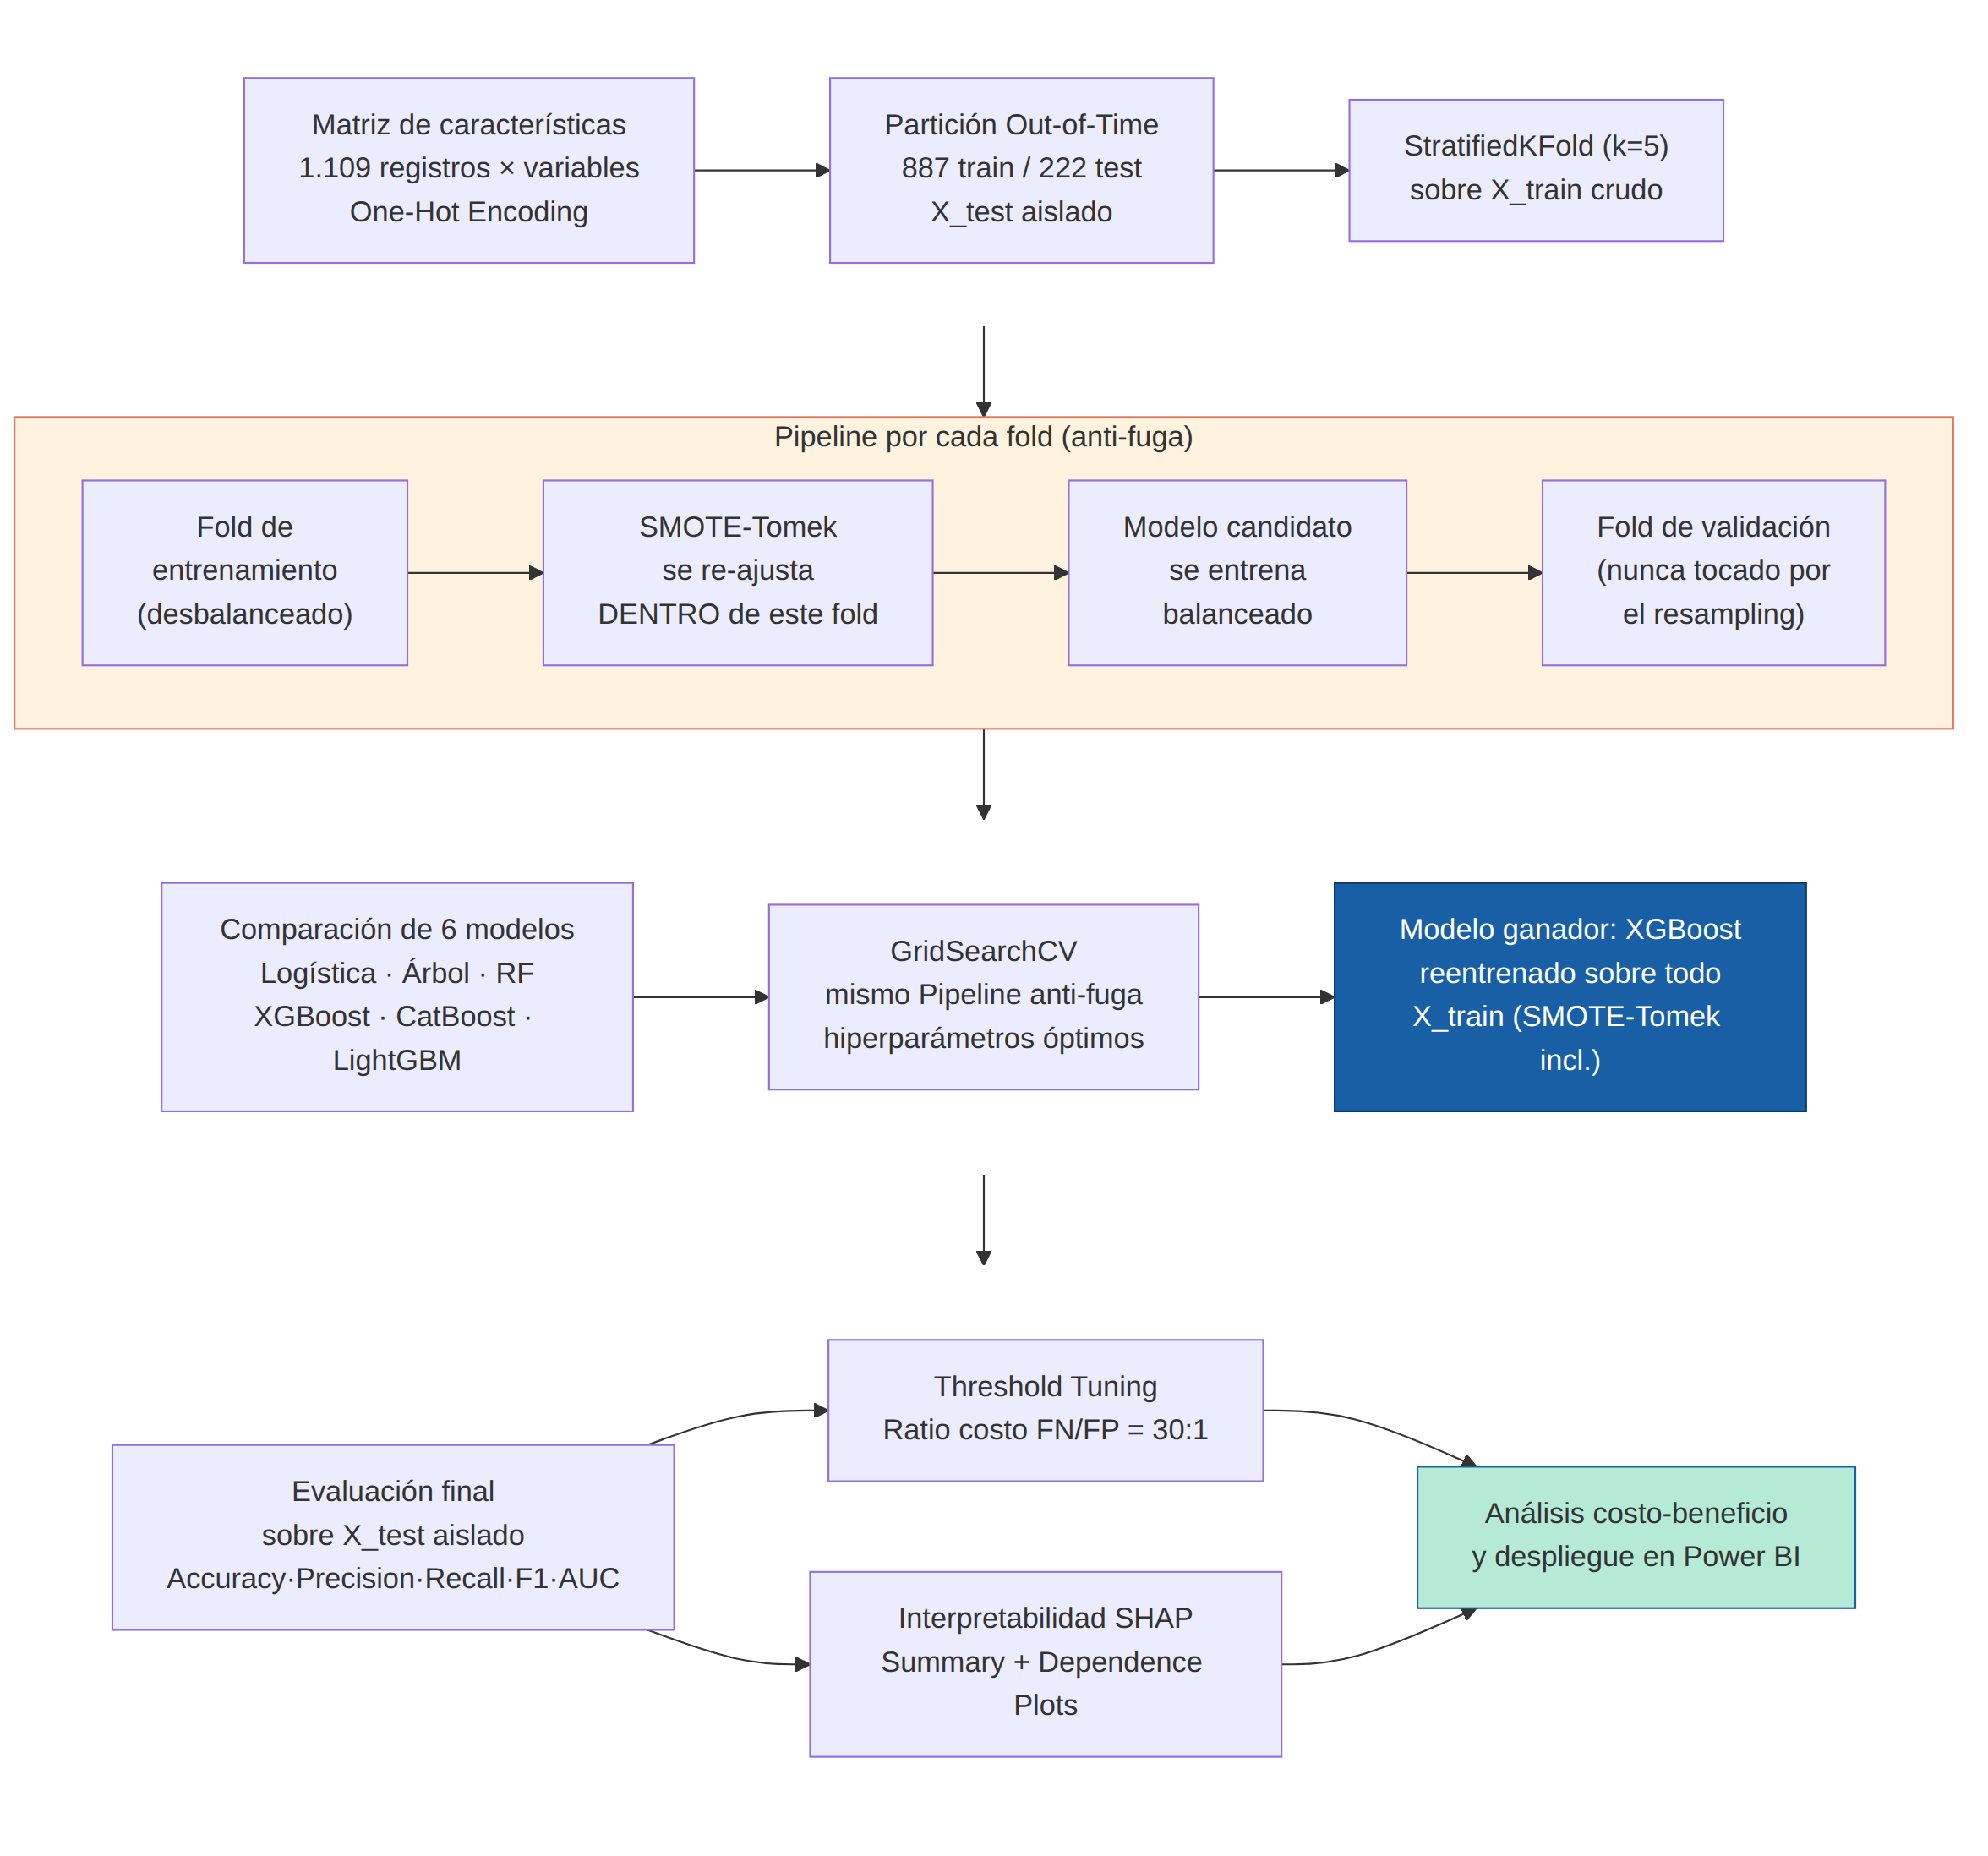 Matriz de características
1.109 registros × variables
One-Hot Encoding
Partición Out-of-Time
887 train / 222 test
X_test aislado
StratifiedKFold (k=5)
sobre X_train crudo
Pipeline por cada fold (anti-fuga)
Fold de
entrenamiento
(desbalanceado)
SMOTE-Tomek
se re-ajusta
DENTRO de este fold
Modelo candidato
se entrena
balanceado
Fold de validación
(nunca tocado por
el resampling)
Comparación de 6 modelos
Logística · Árbol · RF
XGBoost · CatBoost ·
LightGBM
GridSearchCV
mismo Pipeline anti-fuga
hiperparámetros óptimos
Modelo ganador: XGBoost
reentrenado sobre todo
X_train (SMOTE-Tomek
incl.)
Evaluación final
sobre X_test aislado
Accuracy·Precision·Recall·F1·AUC
Threshold Tuning
Ratio costo FN/FP = 30:1
Interpretabilidad SHAP
Summary + Dependence
Plots
Análisis costo-beneficio
y despliegue en Power BI